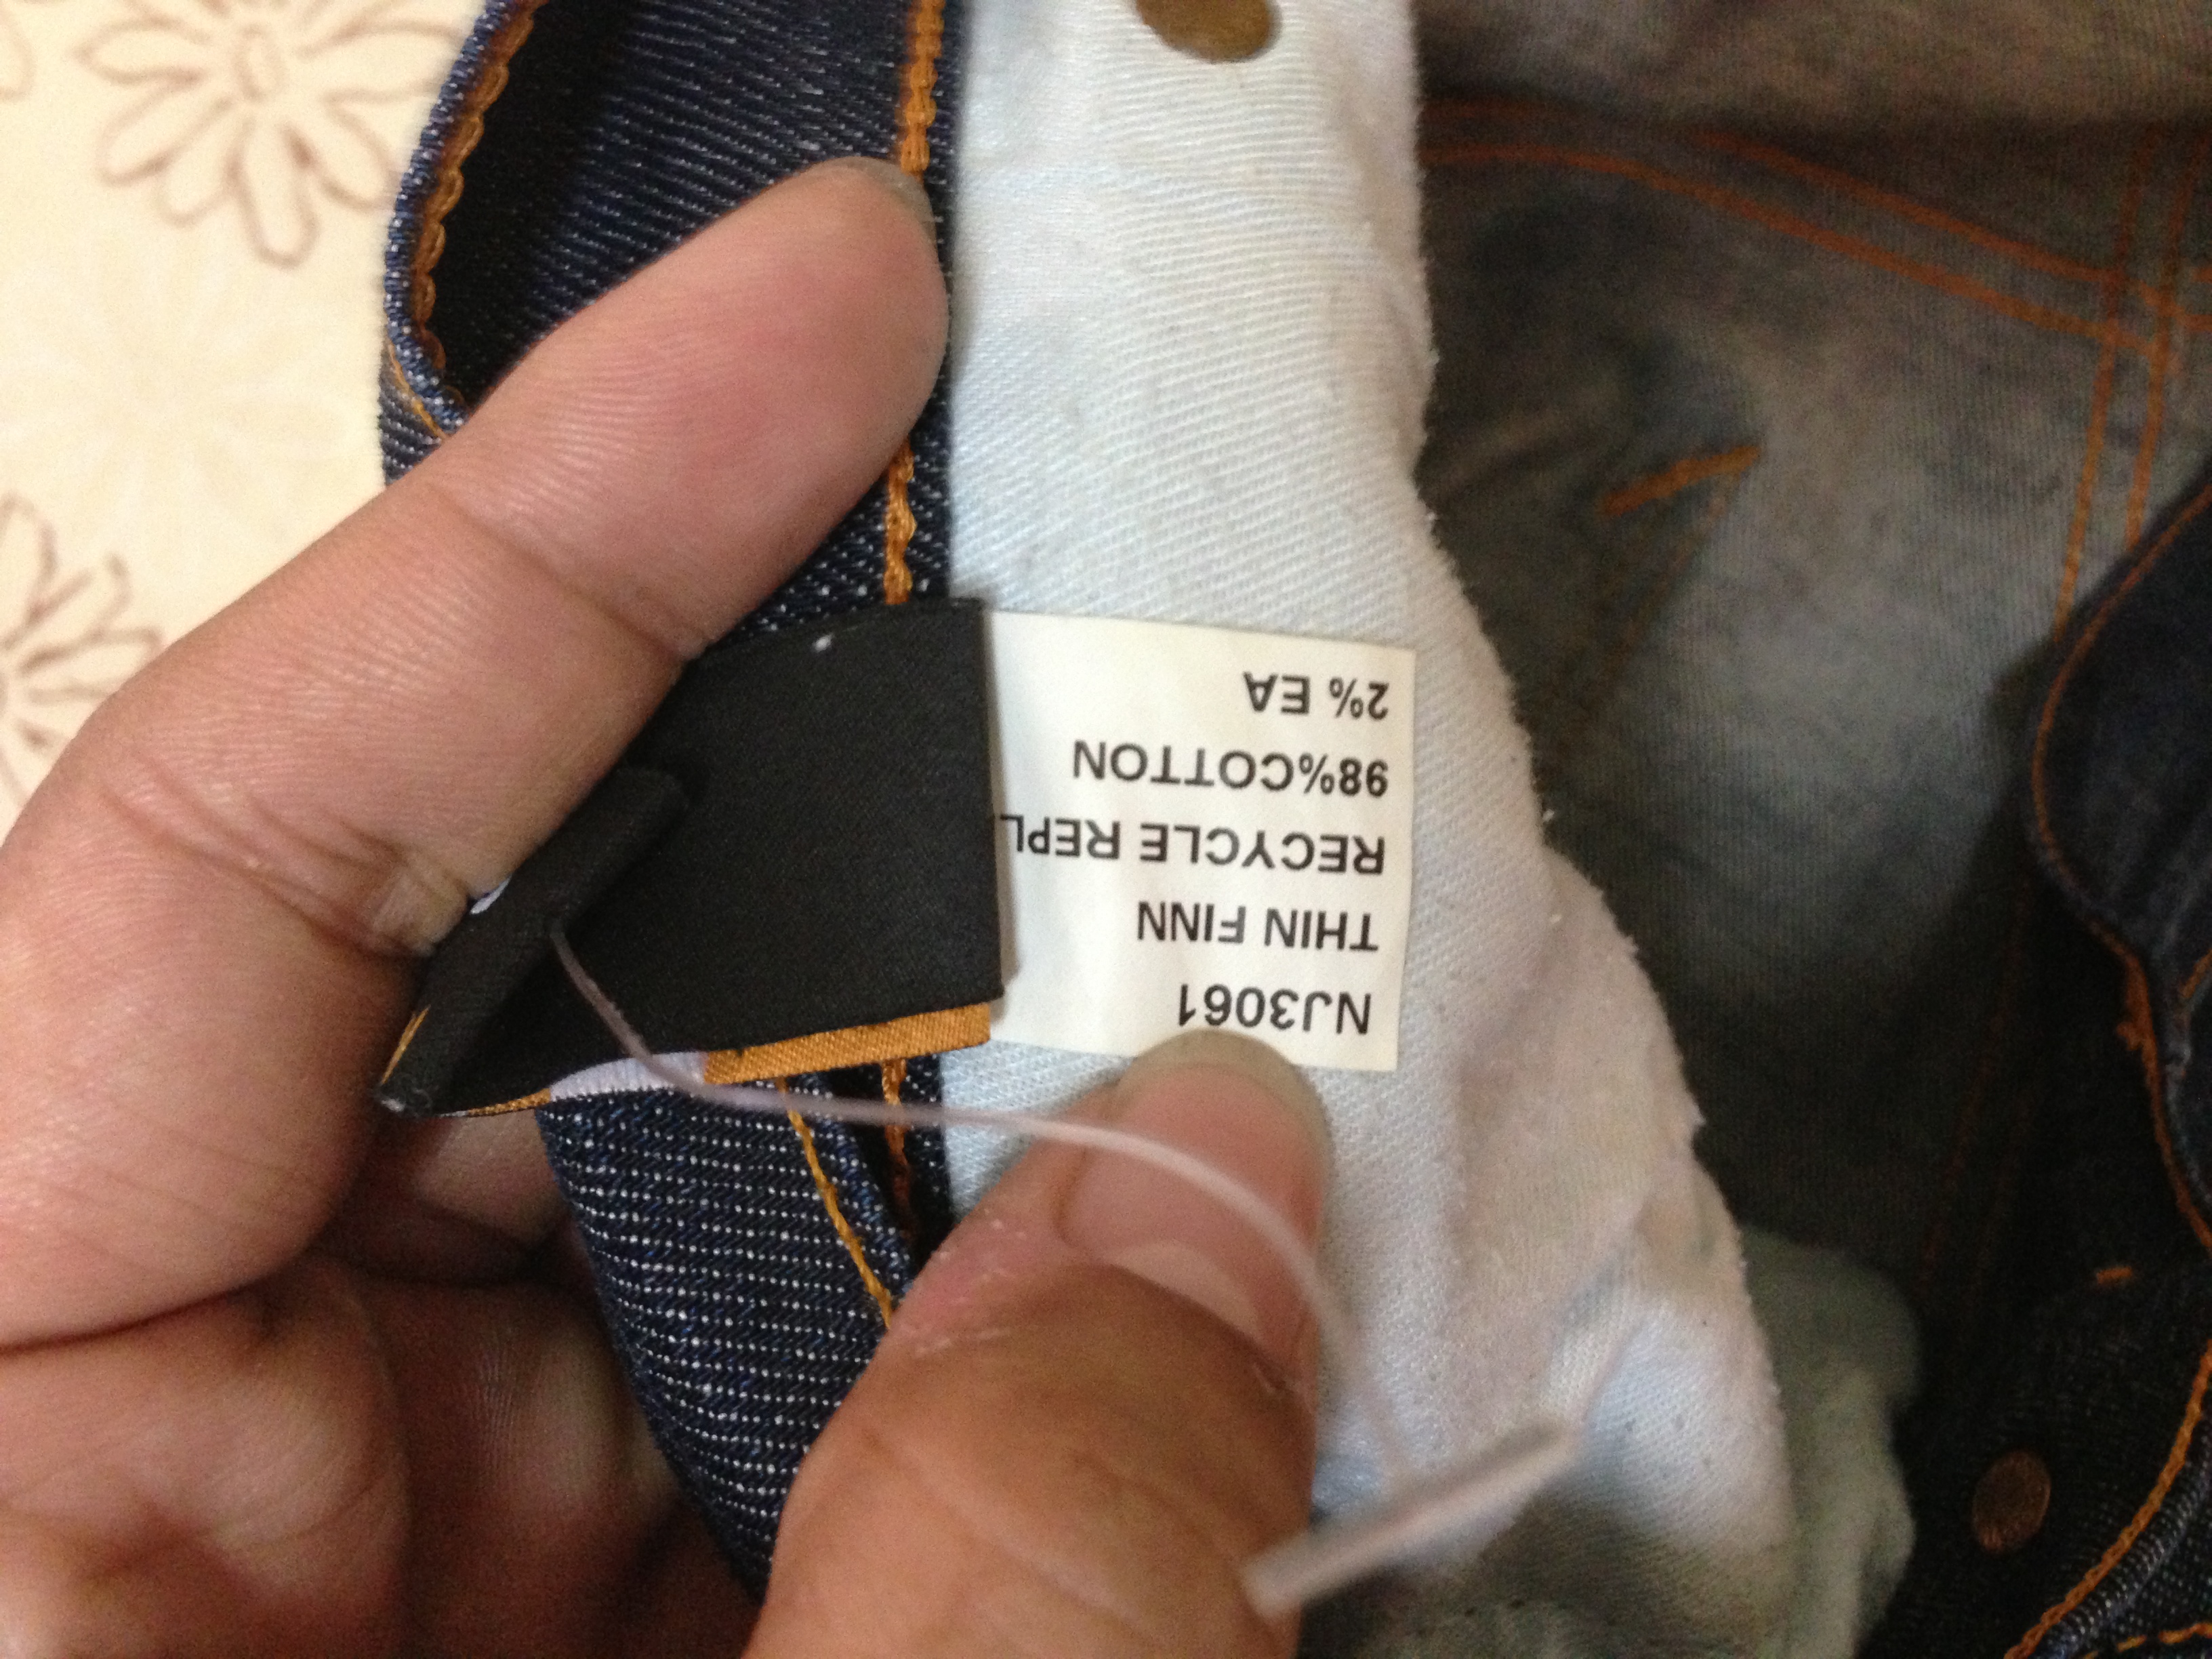 NJ3061
THIN FINN
RECYCLE REPL
98%COTTON
2% EA